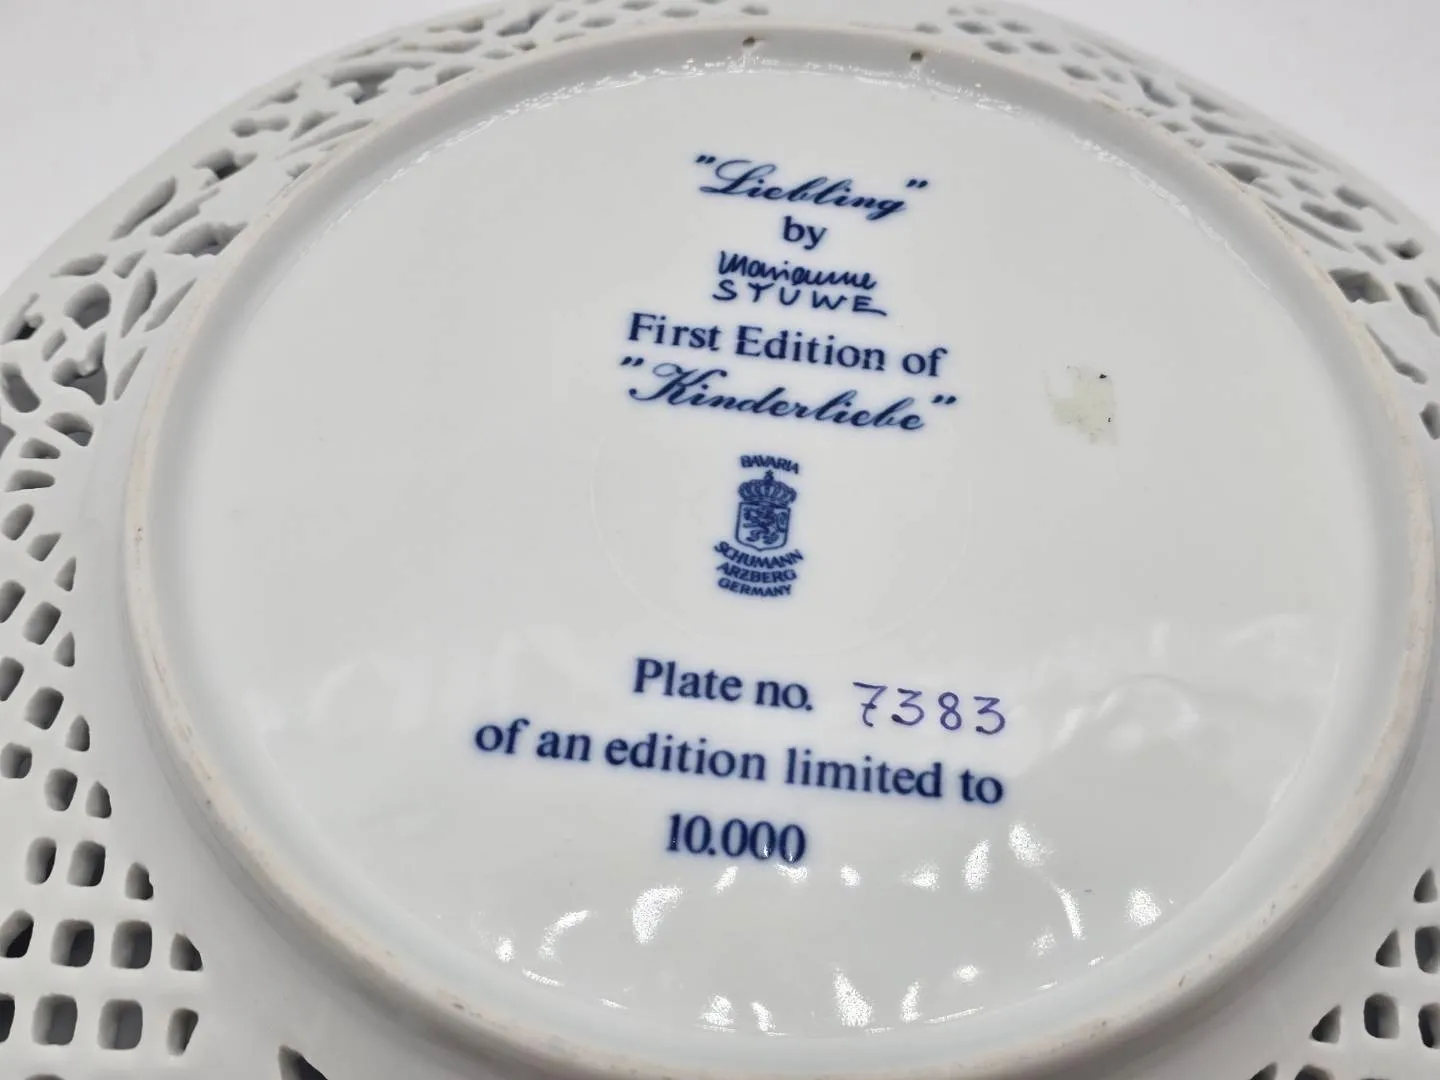 "Liebling"
by
Marianne
STUWE
First Edition of
"Kinderliebe"
BAVARIA
SCHUMANN
ARZBERG
GERMANY
Plate no. 7383
of an edition limited to
10.000